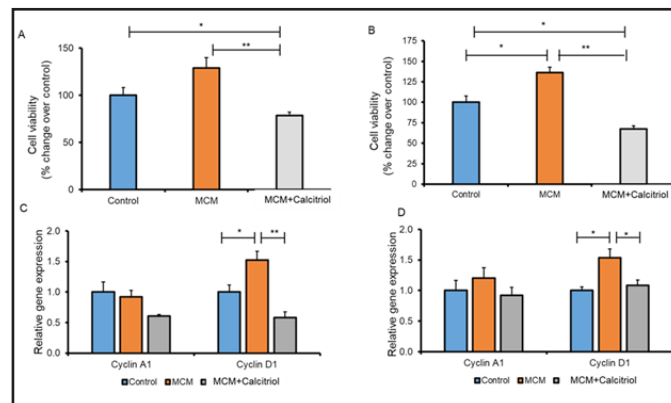 A
*
**
150
100
50
0
Cell viability
(% change over control)
Control MCM MCM+Calcitriol
B
*
* **
175
150
125
100
75
50
25
0
Cell viability
(% change over control)
Control MCM MCM+Calcitriol
C
* **
2.0
1.5
1.0
0.5
0.0
Relative gene expression
Cyclin A1 Cyclin D1
Control MCM MCM+Calcitriol
D
* *
2.0
1.5
1.0
0.5
0.0
Relative gene expression
Cyclin A1 Cyclin D1
Control MCM MCM+Calcitriol